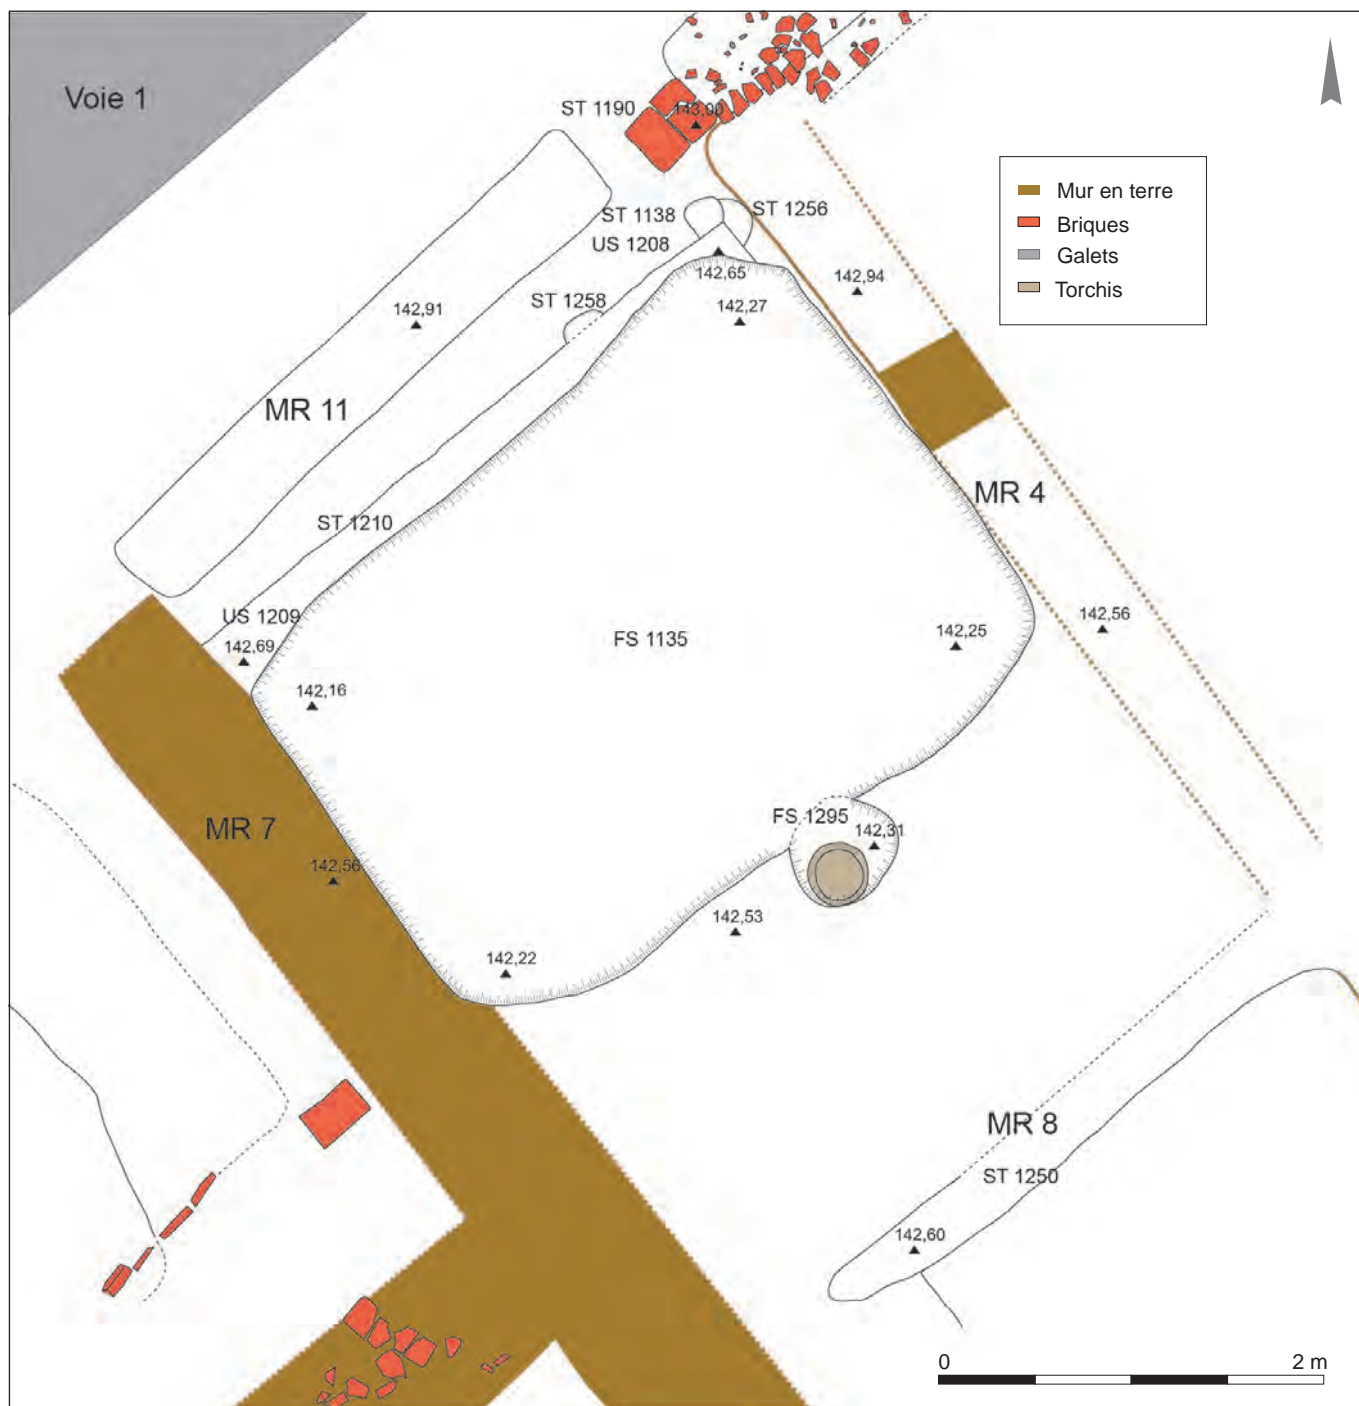 Voie 1
ST 1190
143,00
Mur en terre
Briques
Galets
Torchis
ST 1138
ST 1256
US 1208
142,65
142,94
ST 1258
142,91
142,27
MR 11
MR 4
ST 1210
US 1209
142,69
FS 1135
142,25
142,56
142,16
MR 7
FS 1295
142,31
142,56
142,53
142,22
MR 8
ST 1250
142,60
0 2 m